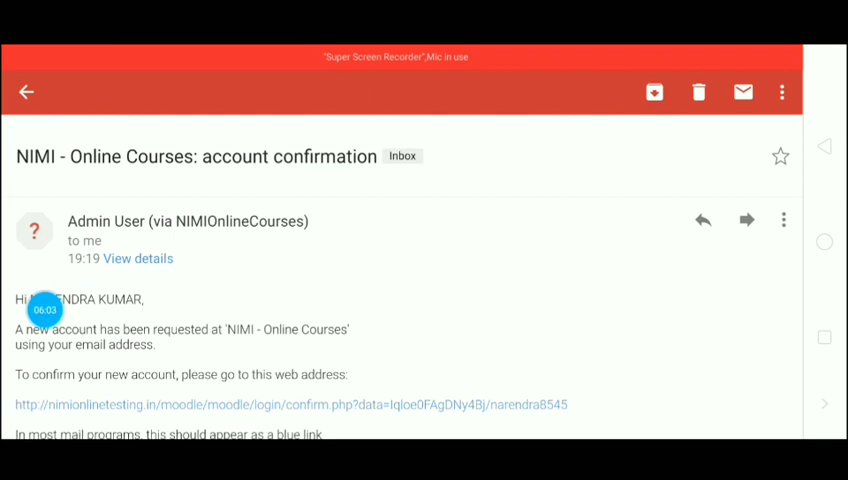 "Super Screen Recorder",Mic in use
NIMI - Online Courses: account confirmation Inbox
?
Admin User (via NIMIOnlineCourses)
to me
19:19 View details
Hi ENDRA KUMAR,
06:03
A new account has been requested at 'NIMI - Online Courses'
using your email address.
To confirm your new account, please go to this web address:
http://nimionlinetesting.in/moodle/moodle/login/confirm.php?data=Iqloe0FAgDNy4Bj/narendra8545
In most mail programs, this should appear as a blue link